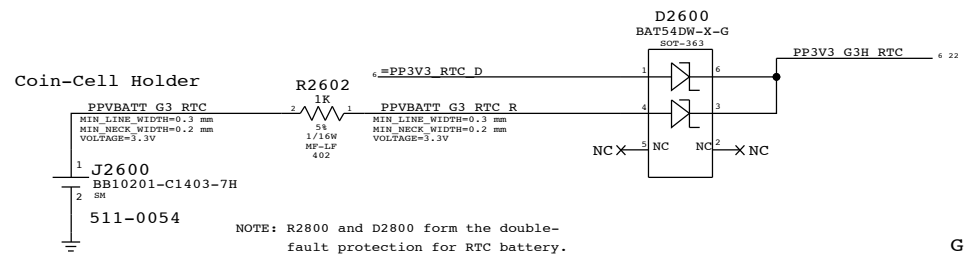 D2600
BAT54DW-X-G
SOT-363
PP3V3_G3H_RTC
6 22
6
=PP3V3_RTC_D
1
6
Coin-Cell Holder
R2602
1K
PPVBATT_G3_RTC
2
1
PPVBATT_G3_RTC_R
4
3
MIN_LINE_WIDTH=0.3 mm
MIN_NECK_WIDTH=0.2 mm
VOLTAGE=3.3V
5%
1/16W
MF-LF
402
MIN_LINE_WIDTH=0.3 mm
MIN_NECK_WIDTH=0.2 mm
VOLTAGE=3.3V
NC
5
NC
NC
2
NC
1
J2600
BB10201-C1403-7H
2
SM
511-0054
NOTE: R2800 and D2800 form the double-
fault protection for RTC battery.
G